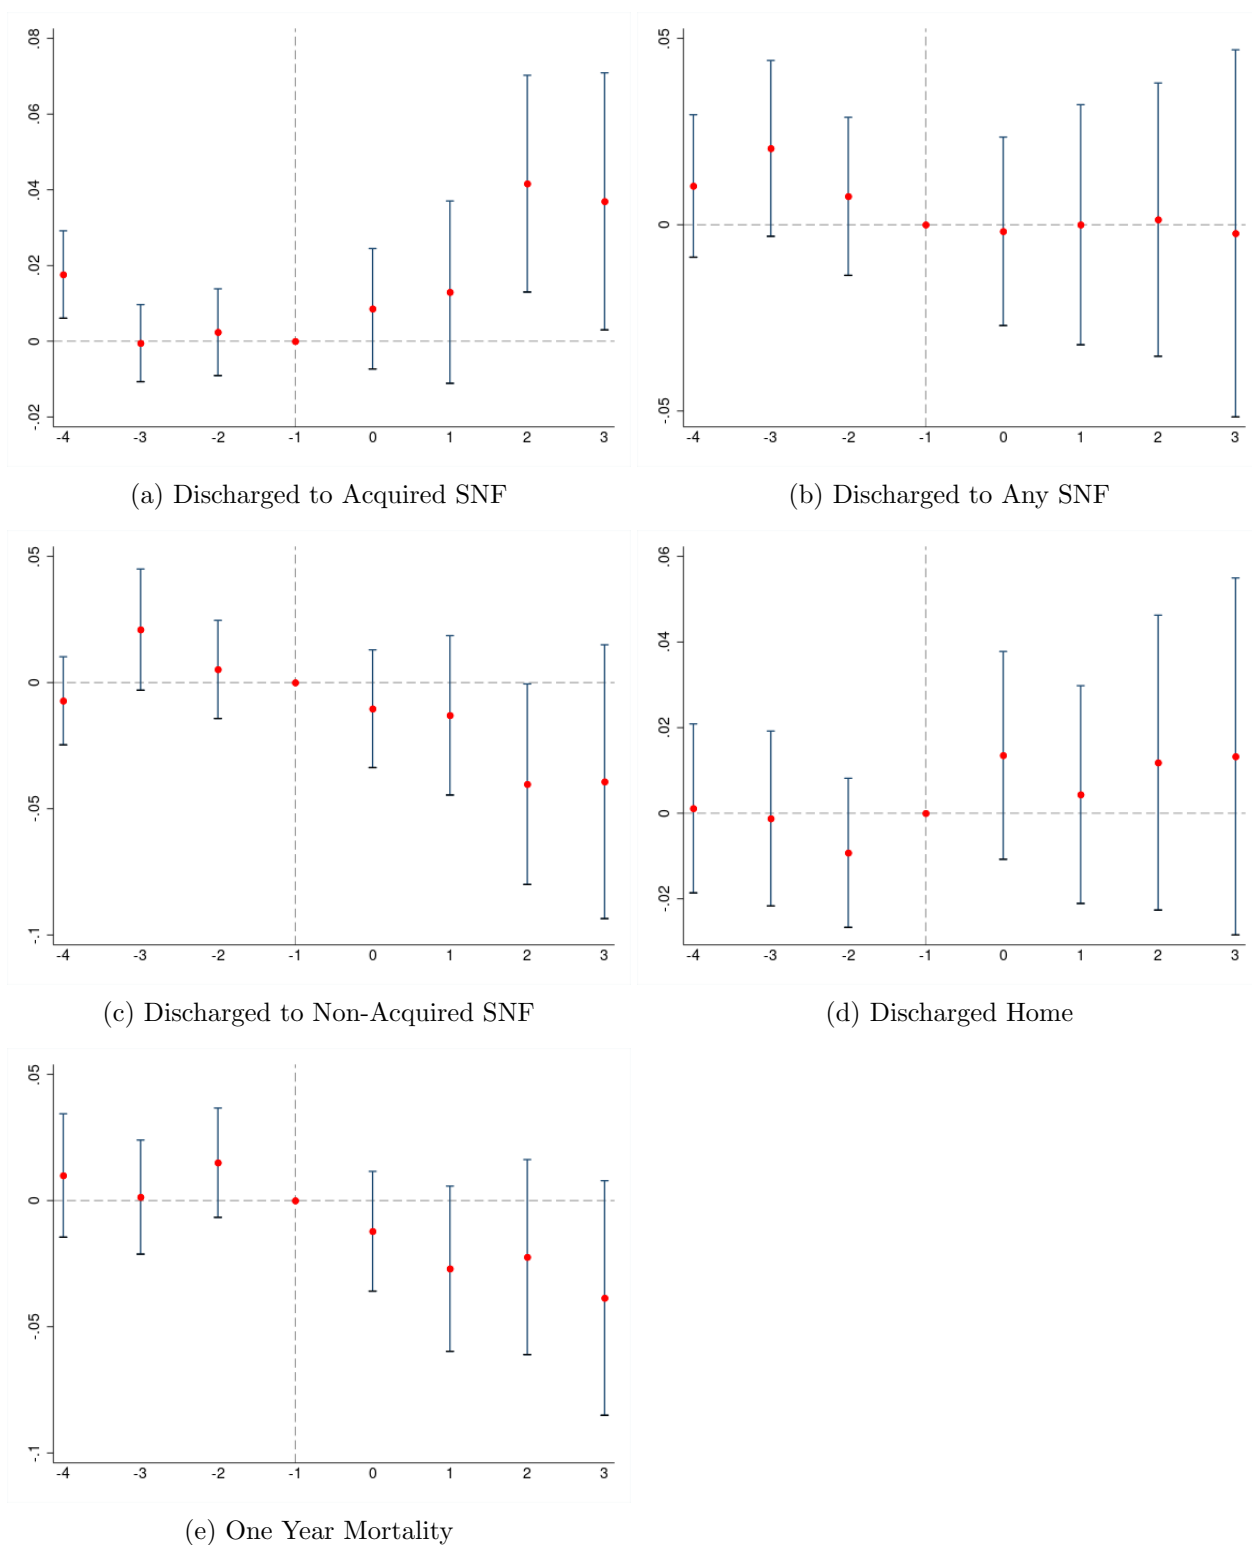 .08
.06
.04
.02
0
-.02
-4 -3 -2 -1 0 1 2 3
(a) Discharged to Acquired SNF
.05
0
-.05
-4 -3 -2 -1 0 1 2 3
(b) Discharged to Any SNF
.05
0
-.05
-.1
-4 -3 -2 -1 0 1 2 3
(c) Discharged to Non-Acquired SNF
.06
.04
.02
0
-.02
-4 -3 -2 -1 0 1 2 3
(d) Discharged Home
.05
0
-.05
-.1
-4 -3 -2 -1 0 1 2 3
(e) One Year Mortality